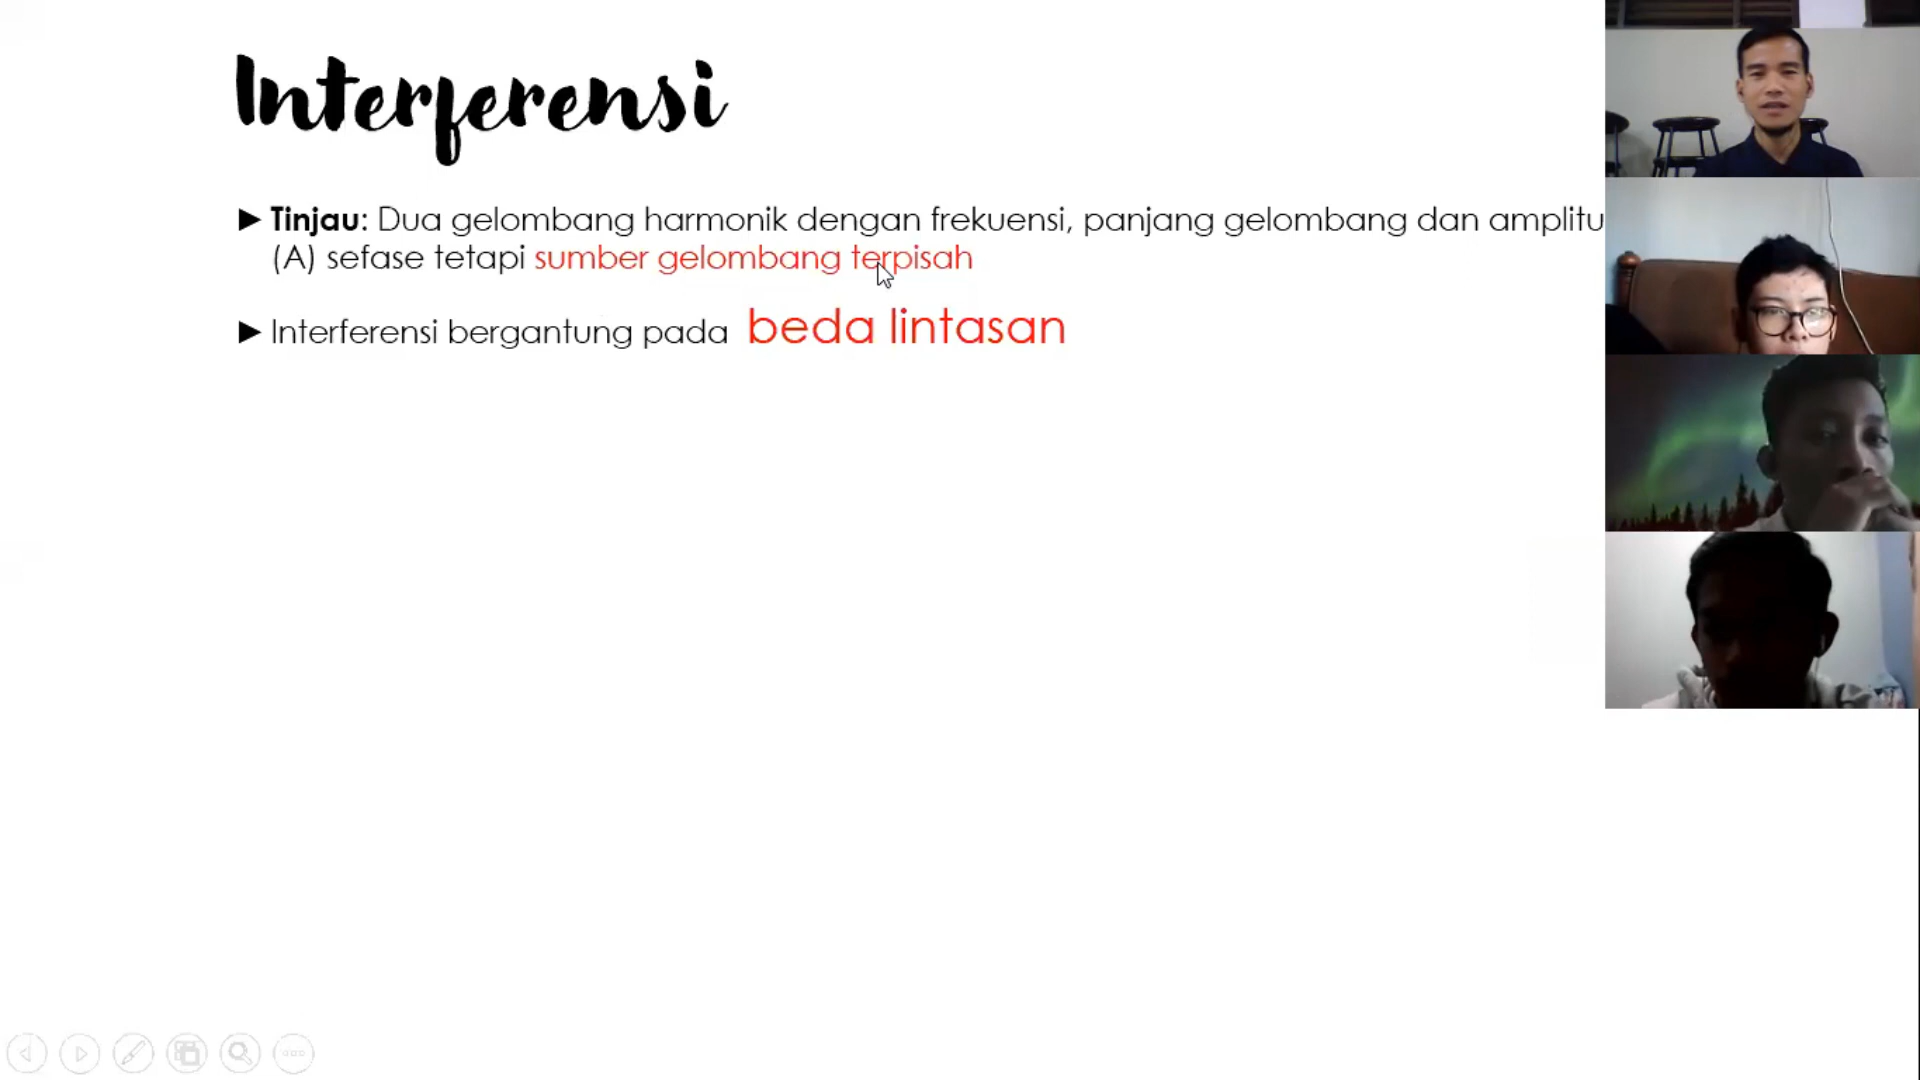 Interferensi
► Tinjau: Dua gelombang harmonik dengan frekuensi, panjang gelombang dan amplitu
(A) sefase tetapi sumber gelombang terpisah
► Interferensi bergantung pada beda lintasan